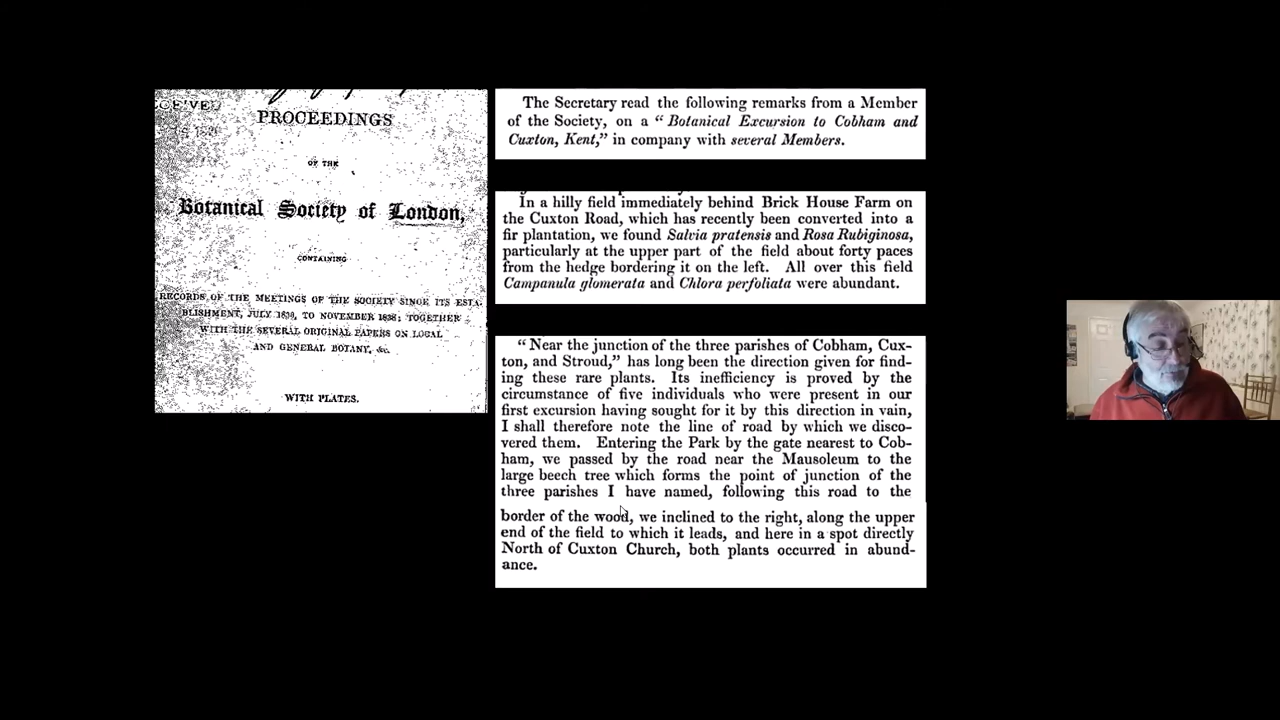 PROCEEDINGS
OF THE
Botanical Society of London,
CONTAINING
RECORDS OF THE MEETINGS OF THE SOCIETY SINCE ITS ESTA-
BLISHMENT, JULY 1836, TO NOVEMBER 1838; TOGETHER
WITH THE SEVERAL ORIGINAL PAPERS ON LOCAL
AND GENERAL BOTANY, &c.
WITH PLATES.
The Secretary read the following remarks from a Member
of the Society, on a “ Botanical Excursion to Cobham and
Cuxton, Kent,” in company with several Members.
In a hilly field immediately behind Brick House Farm on
the Cuxton Road, which has recently been converted into a
fir plantation, we found Salvia pratensis and Rosa Rubiginosa,
particularly at the upper part of the field about forty paces
from the hedge bordering it on the left. All over this field
Campanula glomerata and Chlora perfoliata were abundant.
“ Near the junction of the three parishes of Cobham, Cux-
ton, and Stroud,” has long been the direction given for find-
ing these rare plants. Its inefficiency is proved by the
circumstance of five individuals who were present in our
first excursion having sought for it by this direction in vain,
I shall therefore note the line of road by which we disco-
vered them. Entering the Park by the gate nearest to Cob-
ham, we passed by the road near the Mausoleum to the
large beech tree which forms the point of junction of the
three parishes I have named, following this road to the
border of the wood, we inclined to the right, along the upper
end of the field to which it leads, and here in a spot directly
North of Cuxton Church, both plants occurred in abund-
ance.